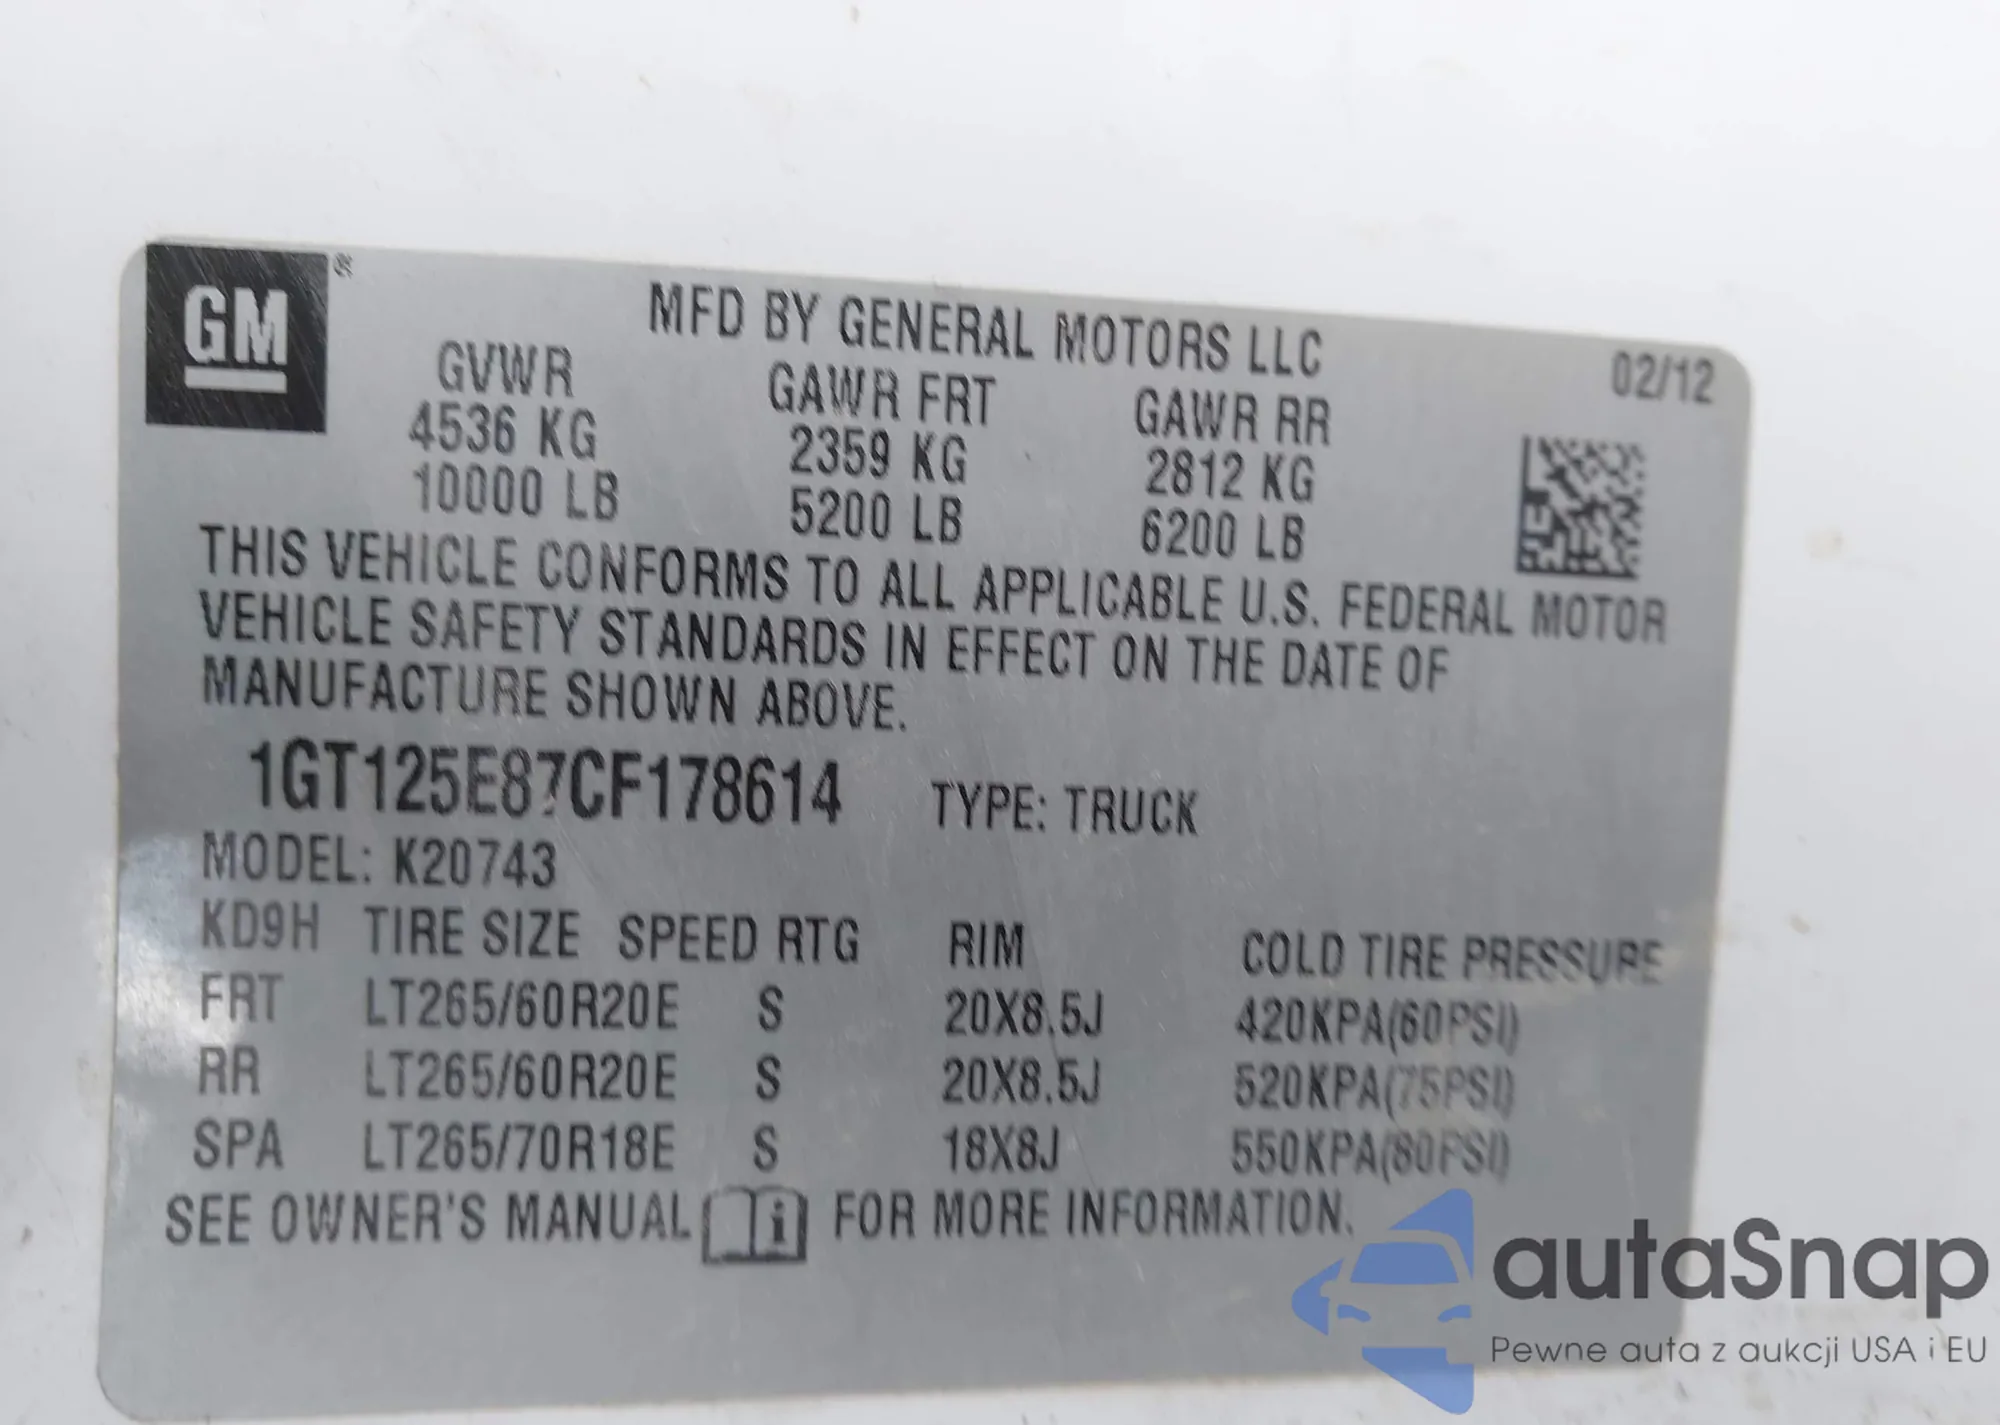 GM®
MFD BY GENERAL MOTORS LLC
02/12
GVWR GAWR FRT GAWR RR
4536 KG 2359 KG 2812 KG
10000 LB 5200 LB 6200 LB
THIS VEHICLE CONFORMS TO ALL APPLICABLE U.S. FEDERAL MOTOR
VEHICLE SAFETY STANDARDS IN EFFECT ON THE DATE OF
MANUFACTURE SHOWN ABOVE.
1GT125E87CF178614 TYPE: TRUCK
MODEL: K20743
KD9H TIRE SIZE SPEED RTG RIM COLD TIRE PRESSURE
FRT LT265/60R20E S 20X8.5J 420KPA(60PSI)
RR LT265/60R20E S 20X8.5J 520KPA(75PSI)
SPA LT265/70R18E S 18X8J 550KPA(80PSI)
SEE OWNER'S MANUAL i FOR MORE INFORMATION.
autaSnap
Pewne auta z aukcji USA i EU